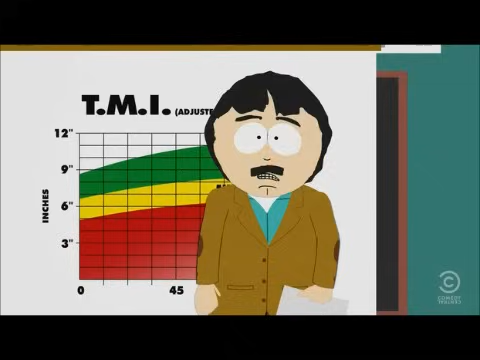 T.M.I. (ADJUSTE
12"
9"
6"
3"
INCHES
0
45
COMEDY
CENTRAL